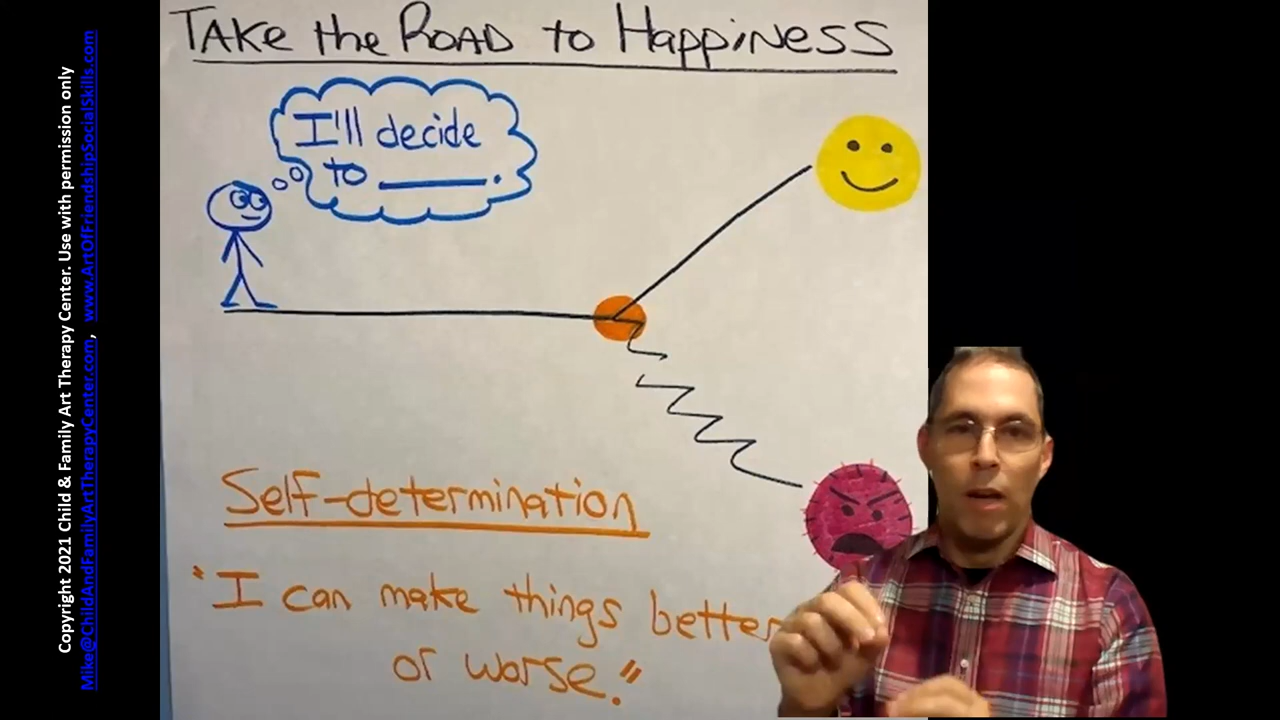 Copyright 2021 Child & Family Art Therapy Center. Use with permission only
Mike@ChildAndFamilyArtTherapyCenter.com, www.ArtOfFriendshipSocialSkills.com
TAKE the ROAD to HAPPINESS
I'll decide
to ______.
Self-determination
"I can make things better
or worse."